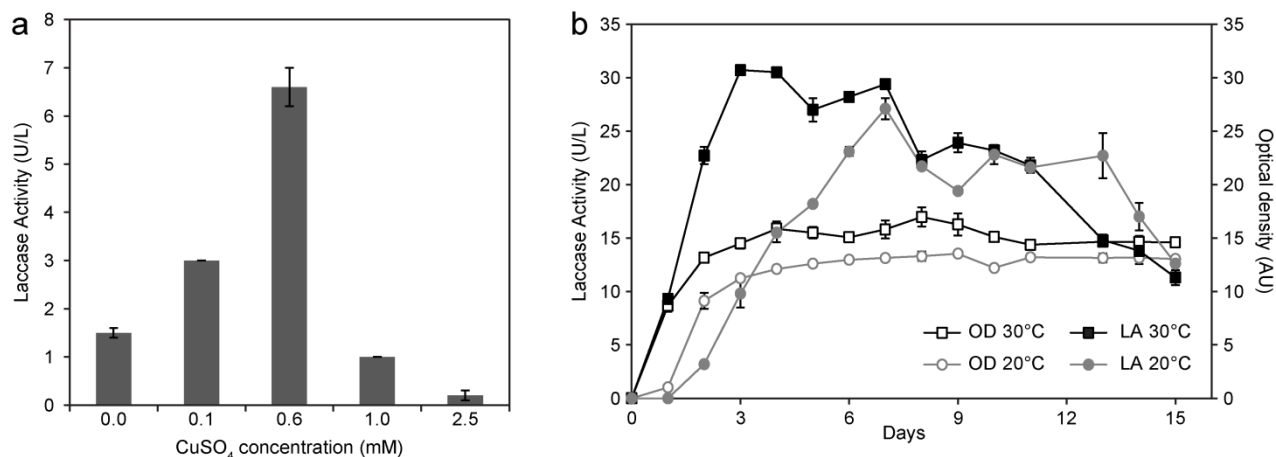 a
8
7
6
5
4
3
2
1
0
Laccase Activity (U/L)
0.0 0.1 0.6 1.0 2.5
CuSO₄ concentration (mM)
b
35
30
25
20
15
10
5
0
Laccase Activity (U/L)
35
30
25
20
15
10
5
0
Optical density
(AU)
OD 30°C LA 30°C
OD 20°C LA 20°C
0 3 6 9 12 15
Days